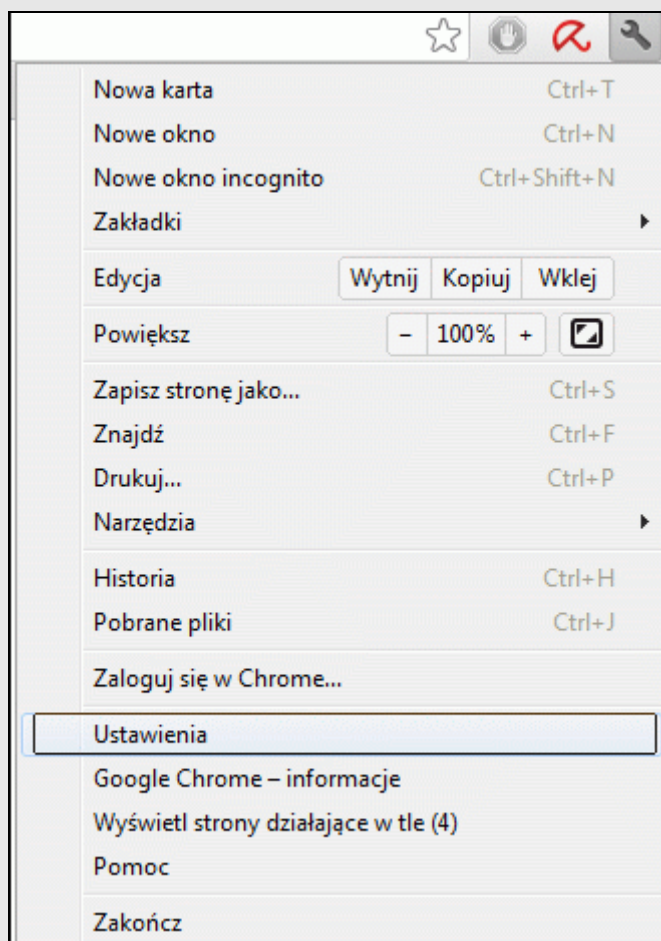 Nowa karta Ctrl+T
Nowe okno Ctrl+N
Nowe okno incognito Ctrl+Shift+N
Zakładki
Edycja Wytnij Kopiuj Wklej
Powiększ - 100% +
Zapisz stronę jako... Ctrl+S
Znajdź Ctrl+F
Drukuj... Ctrl+P
Narzędzia
Historia Ctrl+H
Pobrane pliki Ctrl+J
Zaloguj się w Chrome...
Ustawienia
Google Chrome – informacje
Wyświetl strony działające w tle (4)
Pomoc
Zakończ